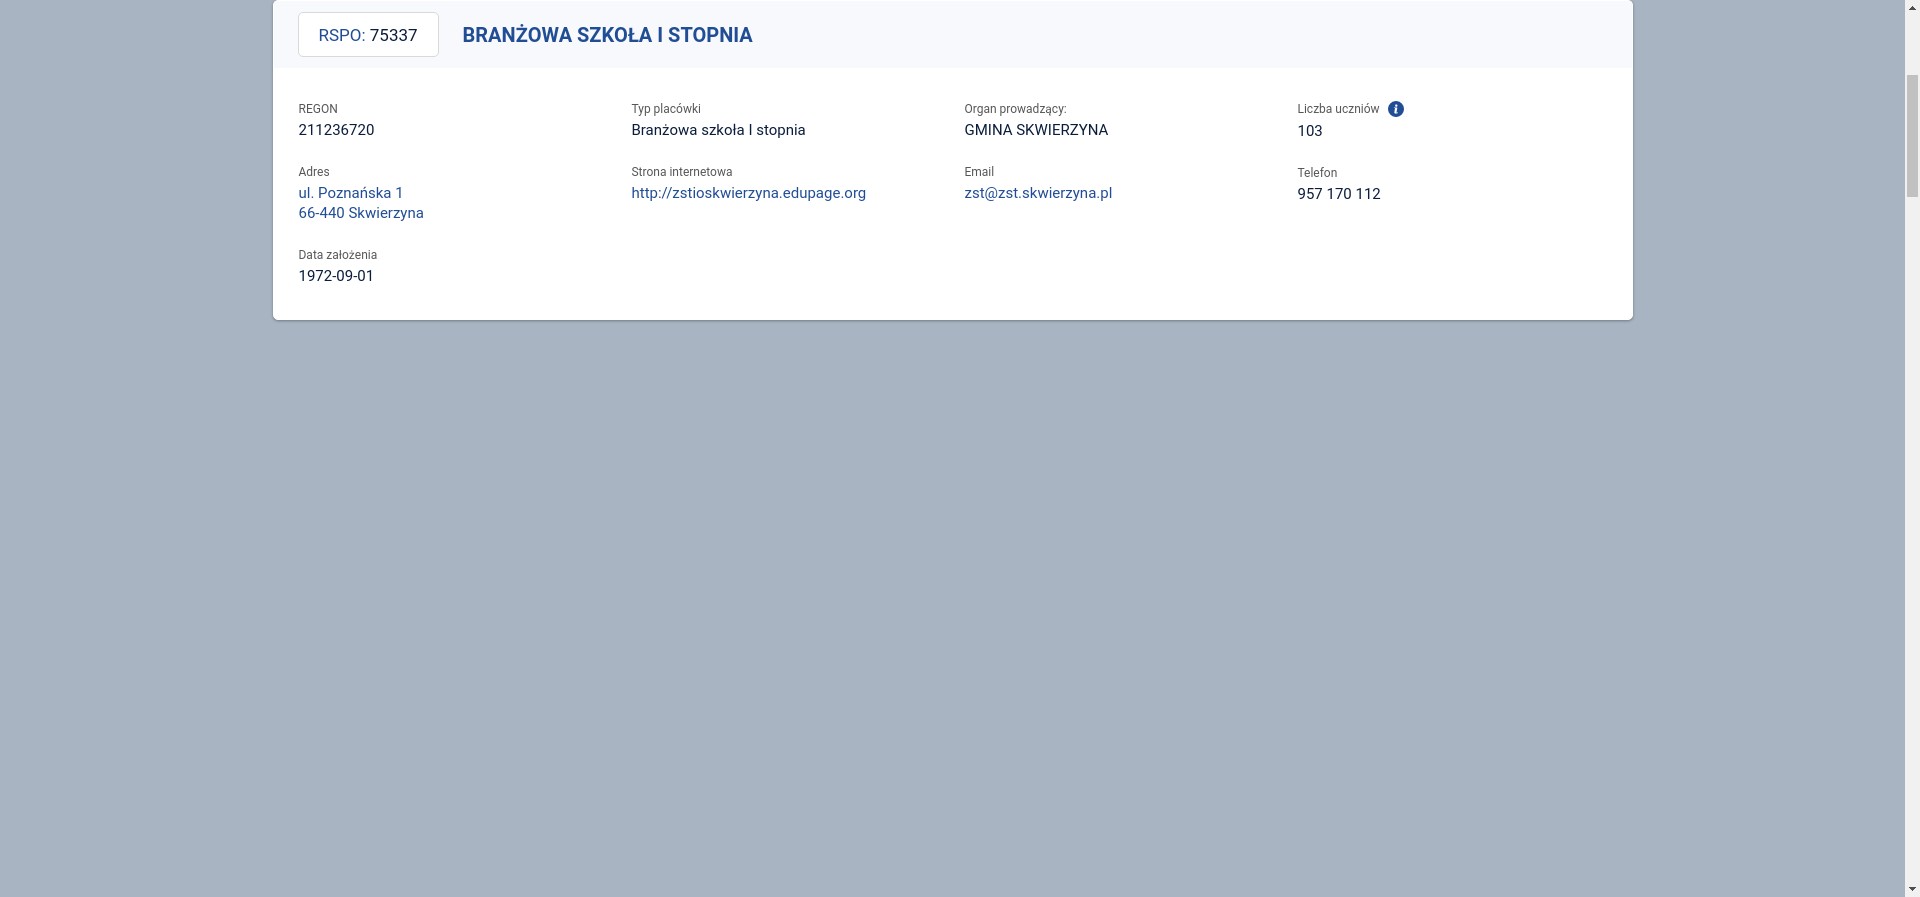 RSPO: 75337
BRANŻOWA SZKOŁA I STOPNIA
REGON
211236720
Typ placówki
Branżowa szkoła I stopnia
Organ prowadzący:
GMINA SKWIERZYNA
Liczba uczniów i
103
Adres
ul. Poznańska 1
66-440 Skwierzyna
Strona internetowa
http://zstioskwierzyna.edupage.org
Email
zst@zst.skwierzyna.pl
Telefon
957 170 112
Data założenia
1972-09-01